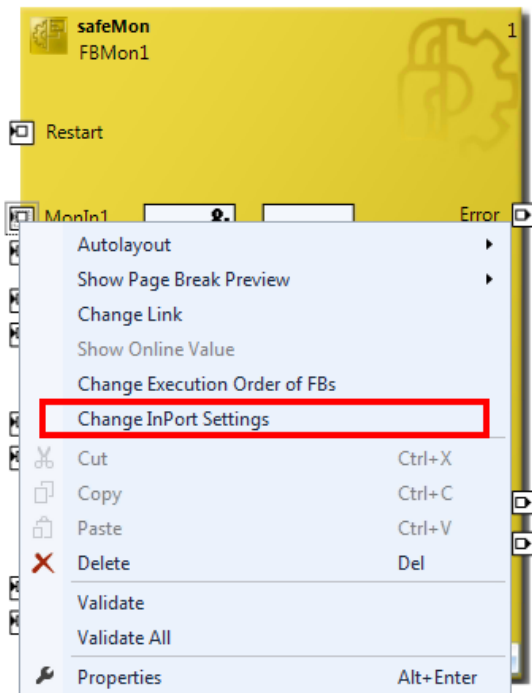 safeMon 1
FBMon1
Restart
MonIn1 Error
Autolayout
Show Page Break Preview
Change Link
Show Online Value
Change Execution Order of FBs
Change InPort Settings
Cut Ctrl+X
Copy Ctrl+C
Paste Ctrl+V
Delete Del
Validate
Validate All
Properties Alt+Enter